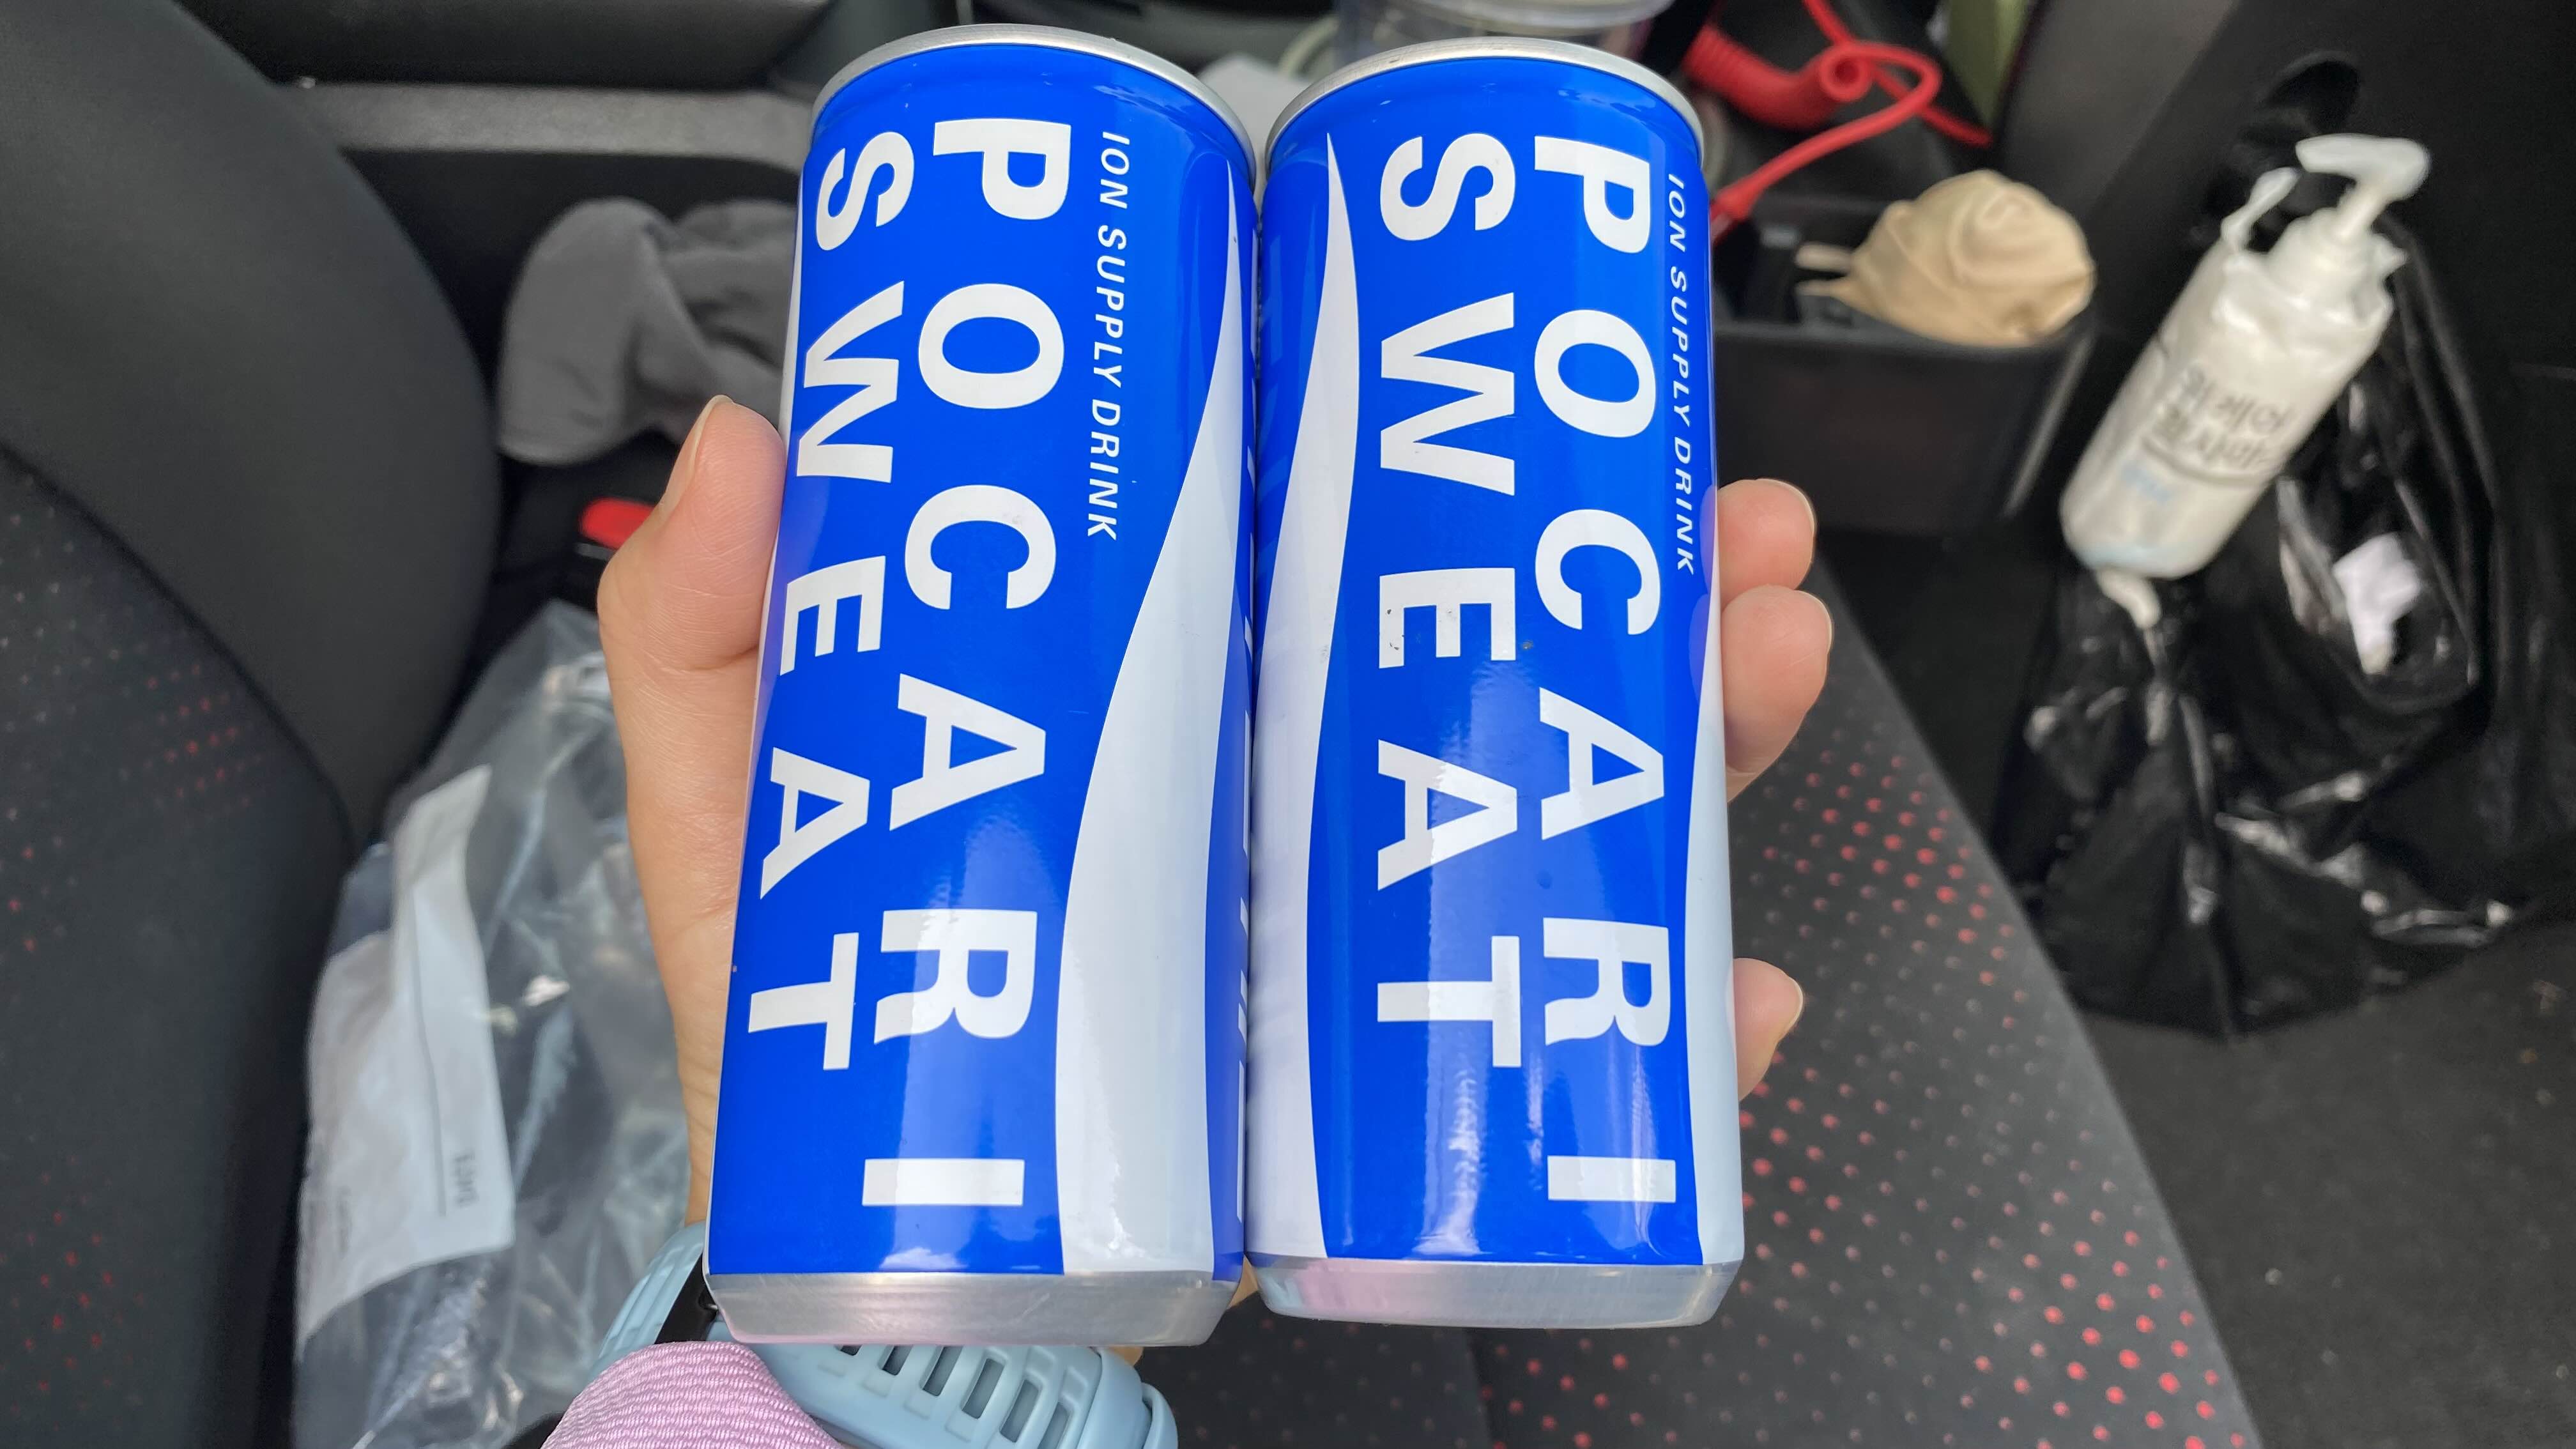 ION SUPPLY DRINK
POCARI
SWEAT
ION SUPPLY DRINK
POCARI
SWEAT